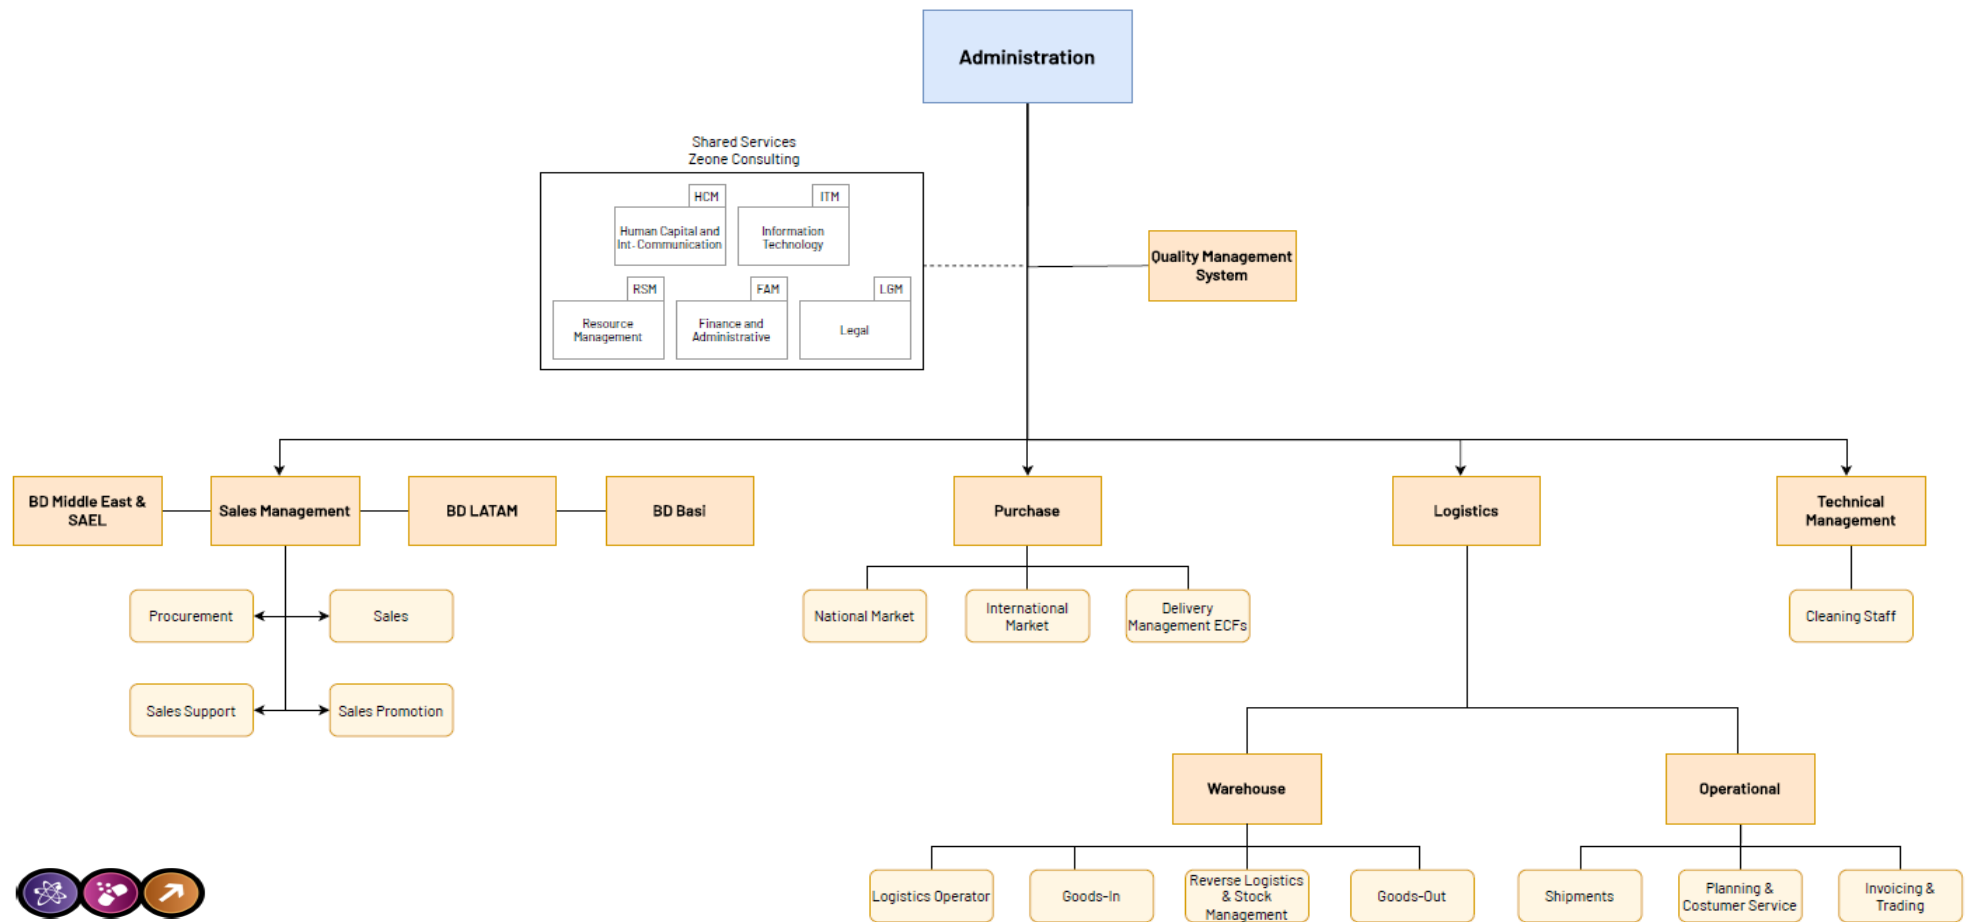 Administration
Shared Services
Zeone Consulting
HCM
Human Capital and
Int. Communication
ITM
Information
Technology
RSM
Resource
Management
FAM
Finance and
Administrative
LGM
Legal
Quality Management
System
BD Middle East &
SAEL
Sales Management
BD LATAM
BD Basi
Purchase
Logistics
Technical
Management
Procurement
Sales
Sales Support
Sales Promotion
National Market
International
Market
Delivery
Management ECFs
Cleaning Staff
Warehouse
Operational
Logistics Operator
Goods-In
Reverse Logistics
& Stock
Management
Goods-Out
Shipments
Planning &
Costumer Service
Invoicing &
Trading